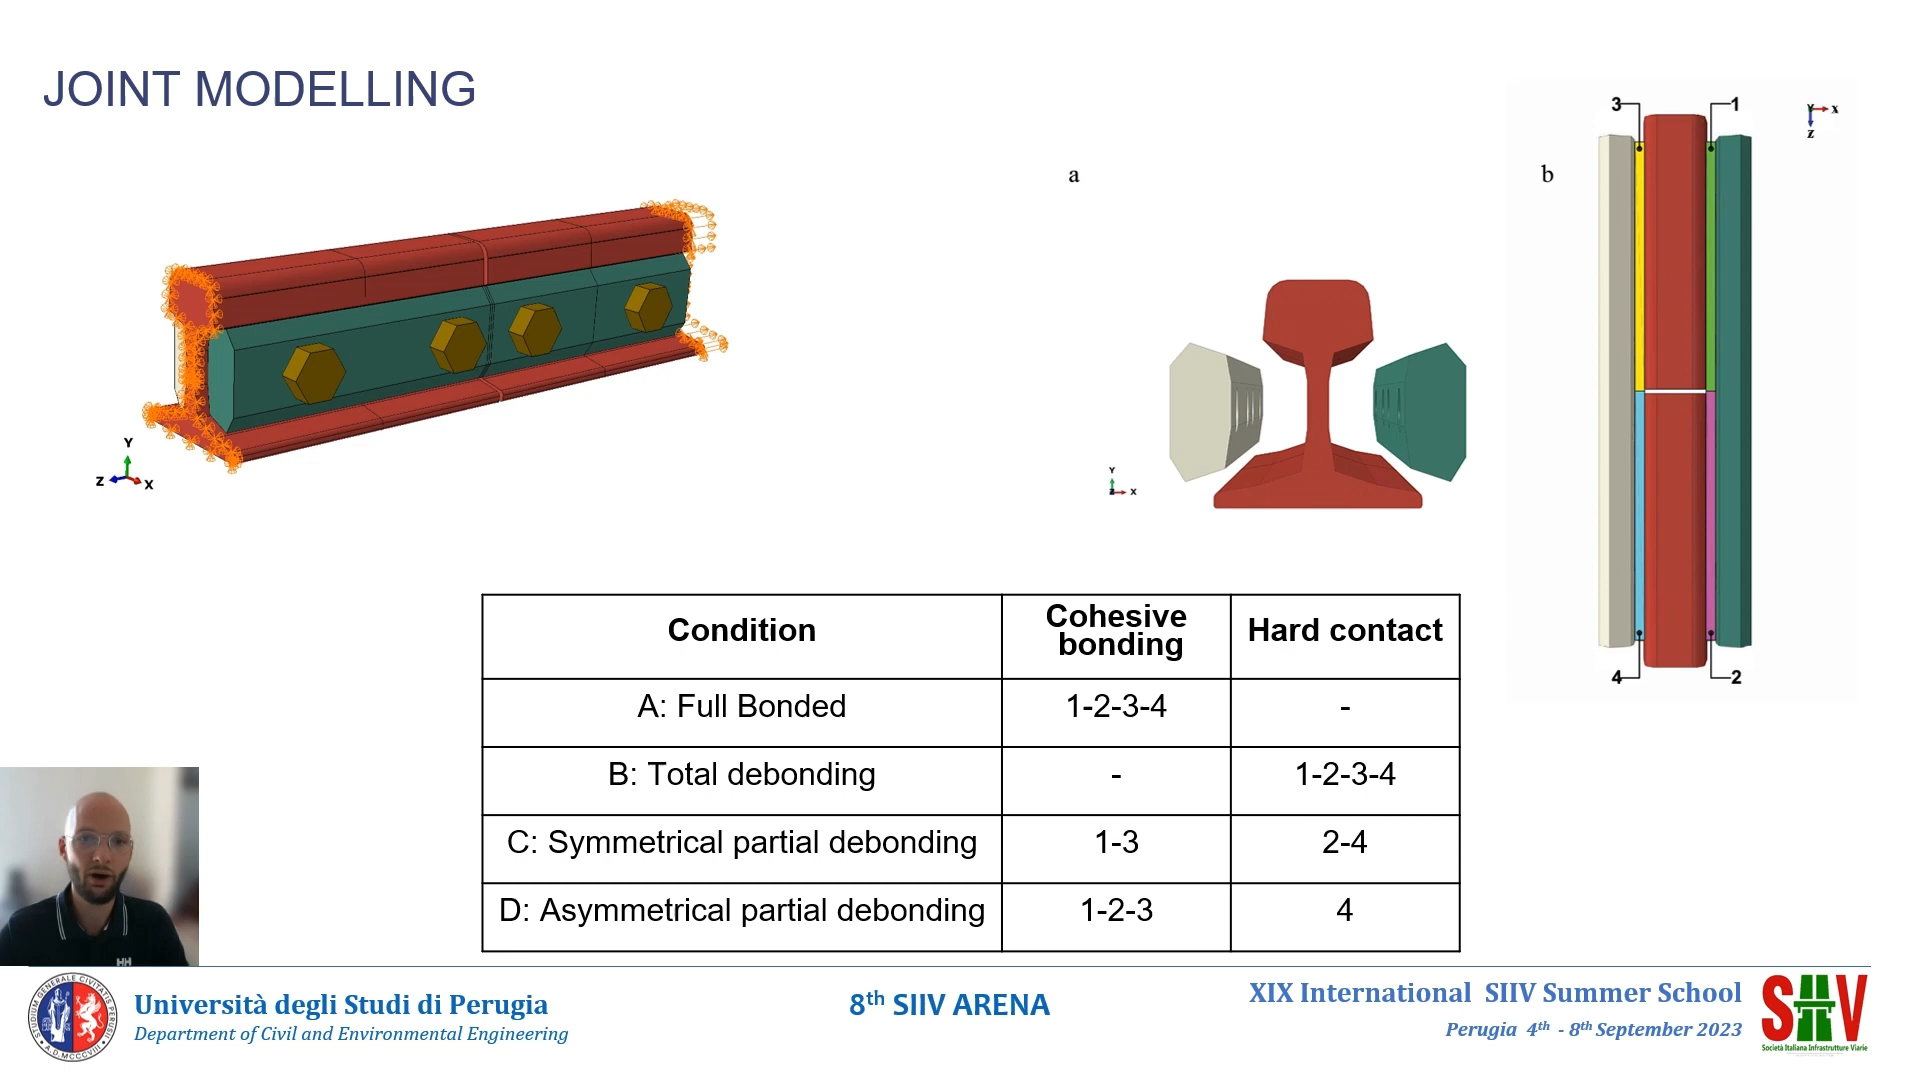 JOINT MODELLING
Y
Z
X
a
Y
X
b
3
1
X
Z
4
2
Condition
Cohesive bonding
Hard contact
A: Full Bonded
1-2-3-4
-
B: Total debonding
-
1-2-3-4
C: Symmetrical partial debonding
1-3
2-4
D: Asymmetrical partial debonding
1-2-3
4
HH
Università degli Studi di Perugia
Department of Civil and Environmental Engineering
8th SIIV ARENA
XIX International SIIV Summer School
Perugia 4th - 8th September 2023
SIIV
Società Italiana Infrastrutture Viarie